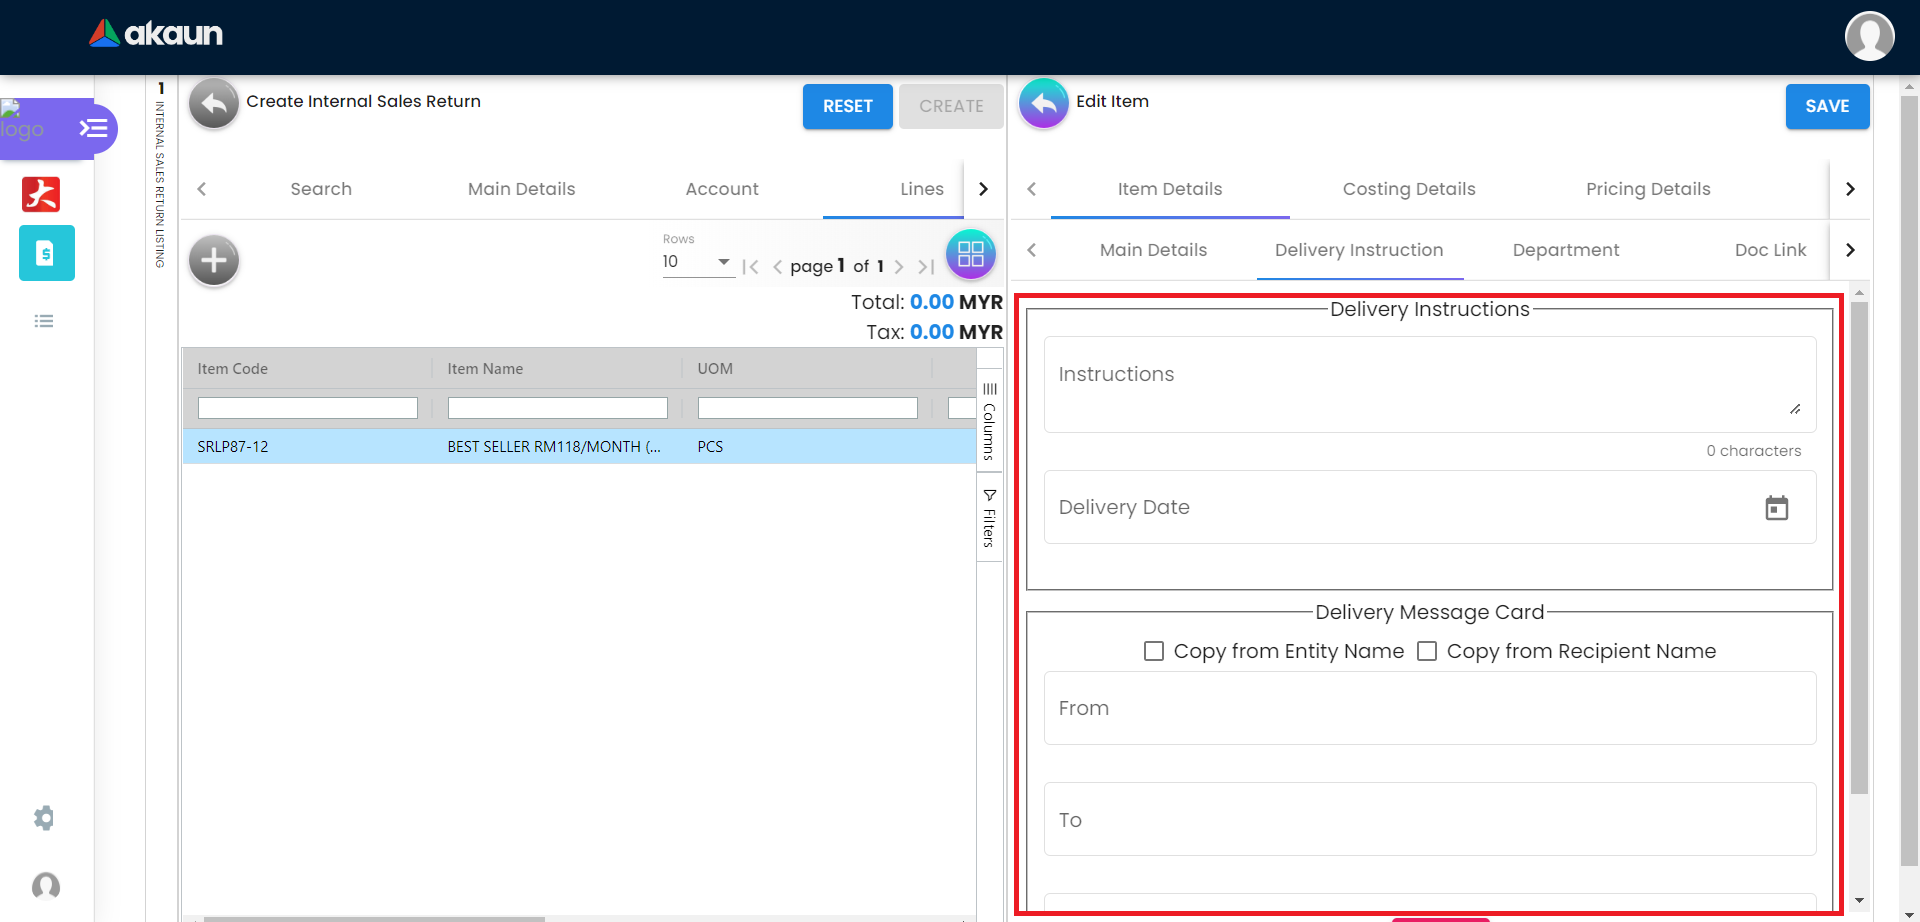 akaun
logo
1
INTERNAL SALES RETURN LISTING
Create Internal Sales Return
RESET
CREATE
Search
Main Details
Account
Lines
Rows
10
page 1 of 1
Total: 0.00 MYR
Tax: 0.00 MYR
Item Code
Item Name
UOM
SRLP87-12
BEST SELLER RM118/MONTH (...
PCS
Columns
Filters
Edit Item
SAVE
Item Details
Costing Details
Pricing Details
Main Details
Delivery Instruction
Department
Doc Link
Delivery Instructions
Instructions
0 characters
Delivery Date
Delivery Message Card
Copy from Entity Name
Copy from Recipient Name
From
To